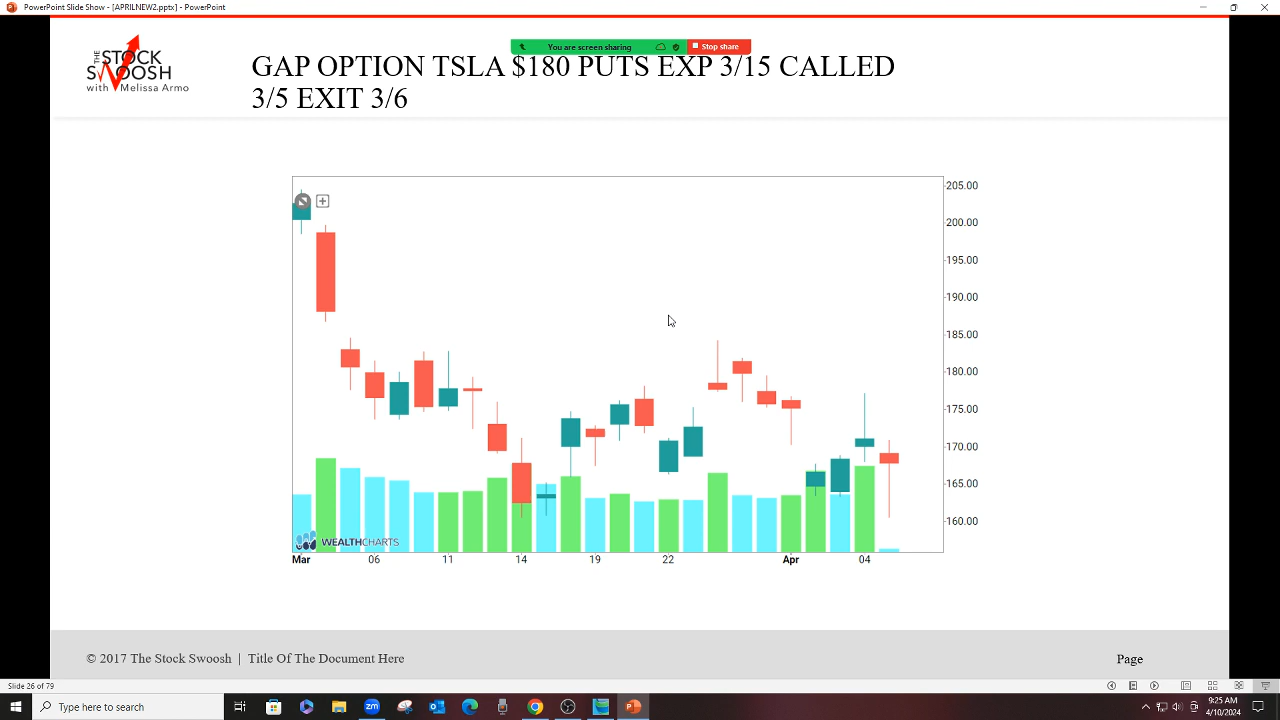 PowerPoint Slide Show - [APRILNEW2.pptx] - PowerPoint
You are screen sharing
Stop share
THE
STOCK
SWOOSH
with Melissa Armo
GAP OPTION TSLA $180 PUTS EXP 3/15 CALLED
3/5 EXIT 3/6
205.00
200.00
195.00
190.00
185.00
180.00
175.00
170.00
165.00
160.00
WEALTHCHARTS
Mar 06 11 14 19 22 Apr 04
© 2017 The Stock Swoosh | Title Of The Document Here
Page
Slide 26 of 79
Type here to search
9:25 AM
4/10/2024